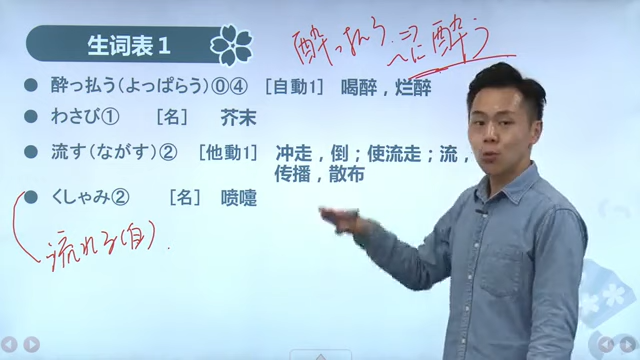 生词表1
酔っ払う ヨに酔う
● 酔っ払う(よっぱらう)⓪④ [自動1] 喝醉，烂醉
● わさび① [名] 芥末
● 流す(ながす)② [他動1] 冲走，倒；使流走；流，
传播，散布
● くしゃみ② [名] 喷嚏
流れる(自).